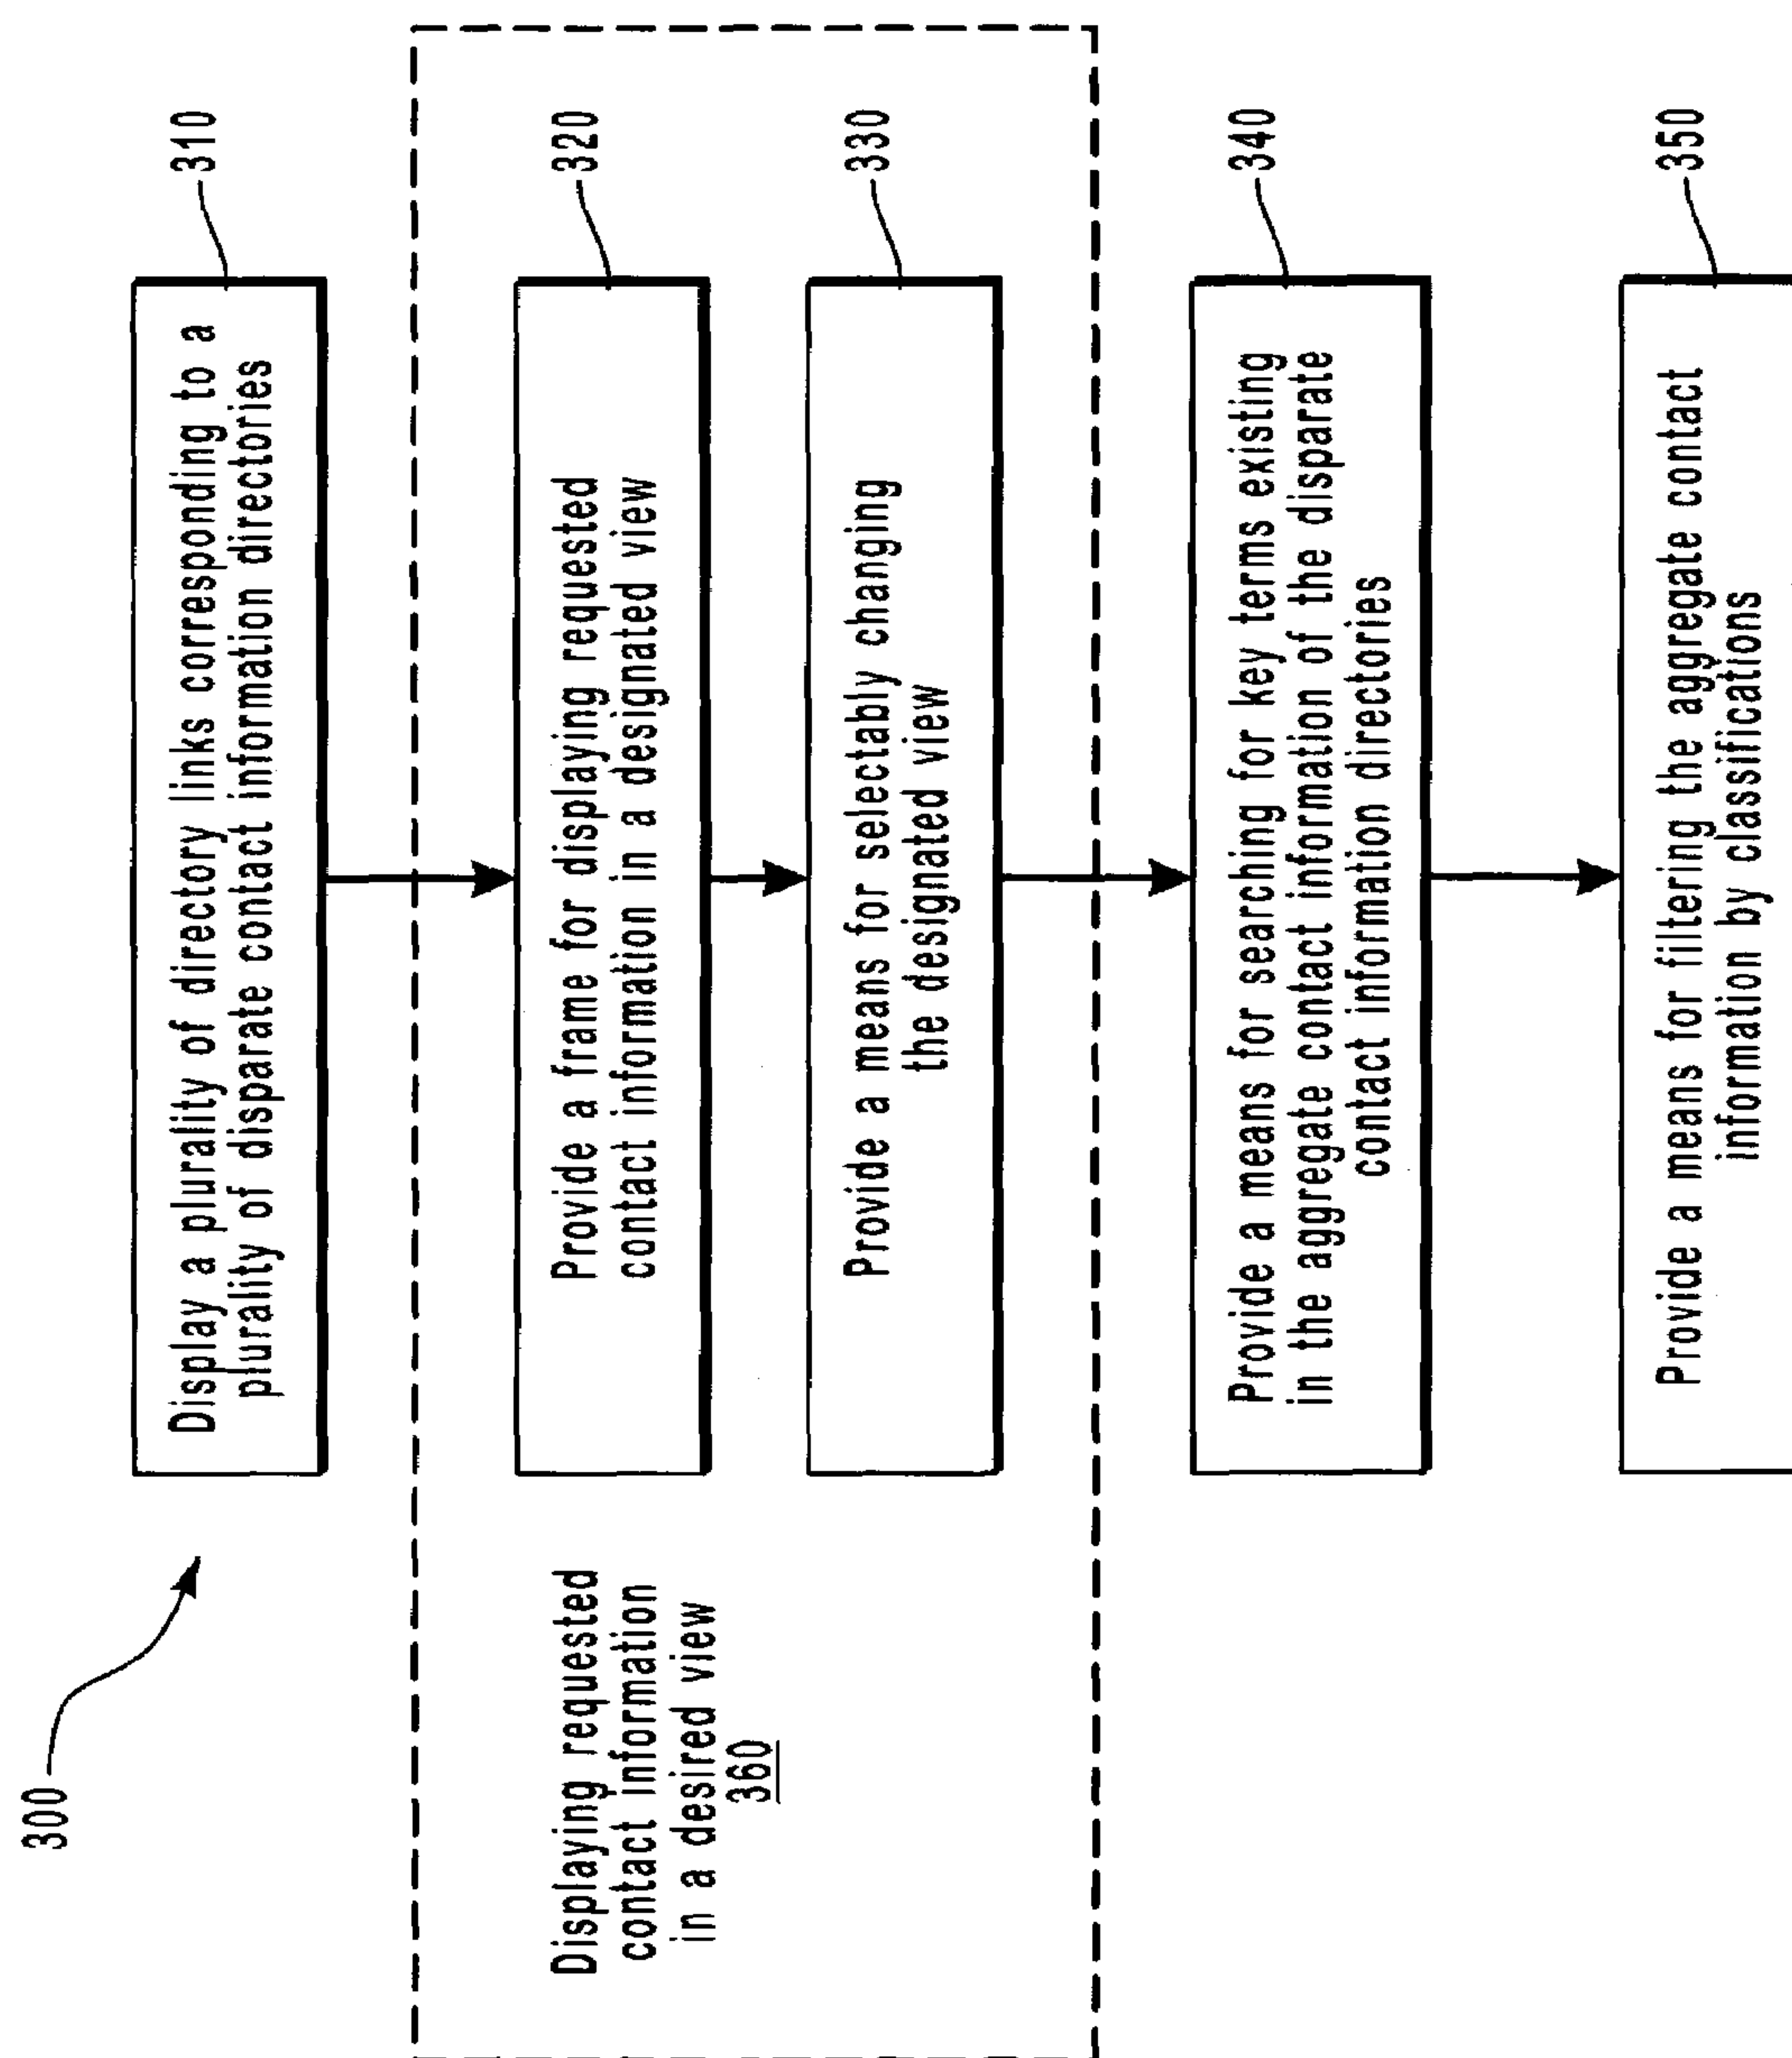 300
Display a plurality of directory links corresponding to a
plurality of disparate contact information directories
310
Displaying requested
contact information
in a desired view
360
Provide a frame for displaying requested
contact information in a designated view
320
Provide a means for selectably changing
the designated view
330
Provide a means for searching for key terms existing
in the aggregate contact information of the disparate
contact information directories
340
Provide a means for filtering the aggregate contact
information by classifications
350